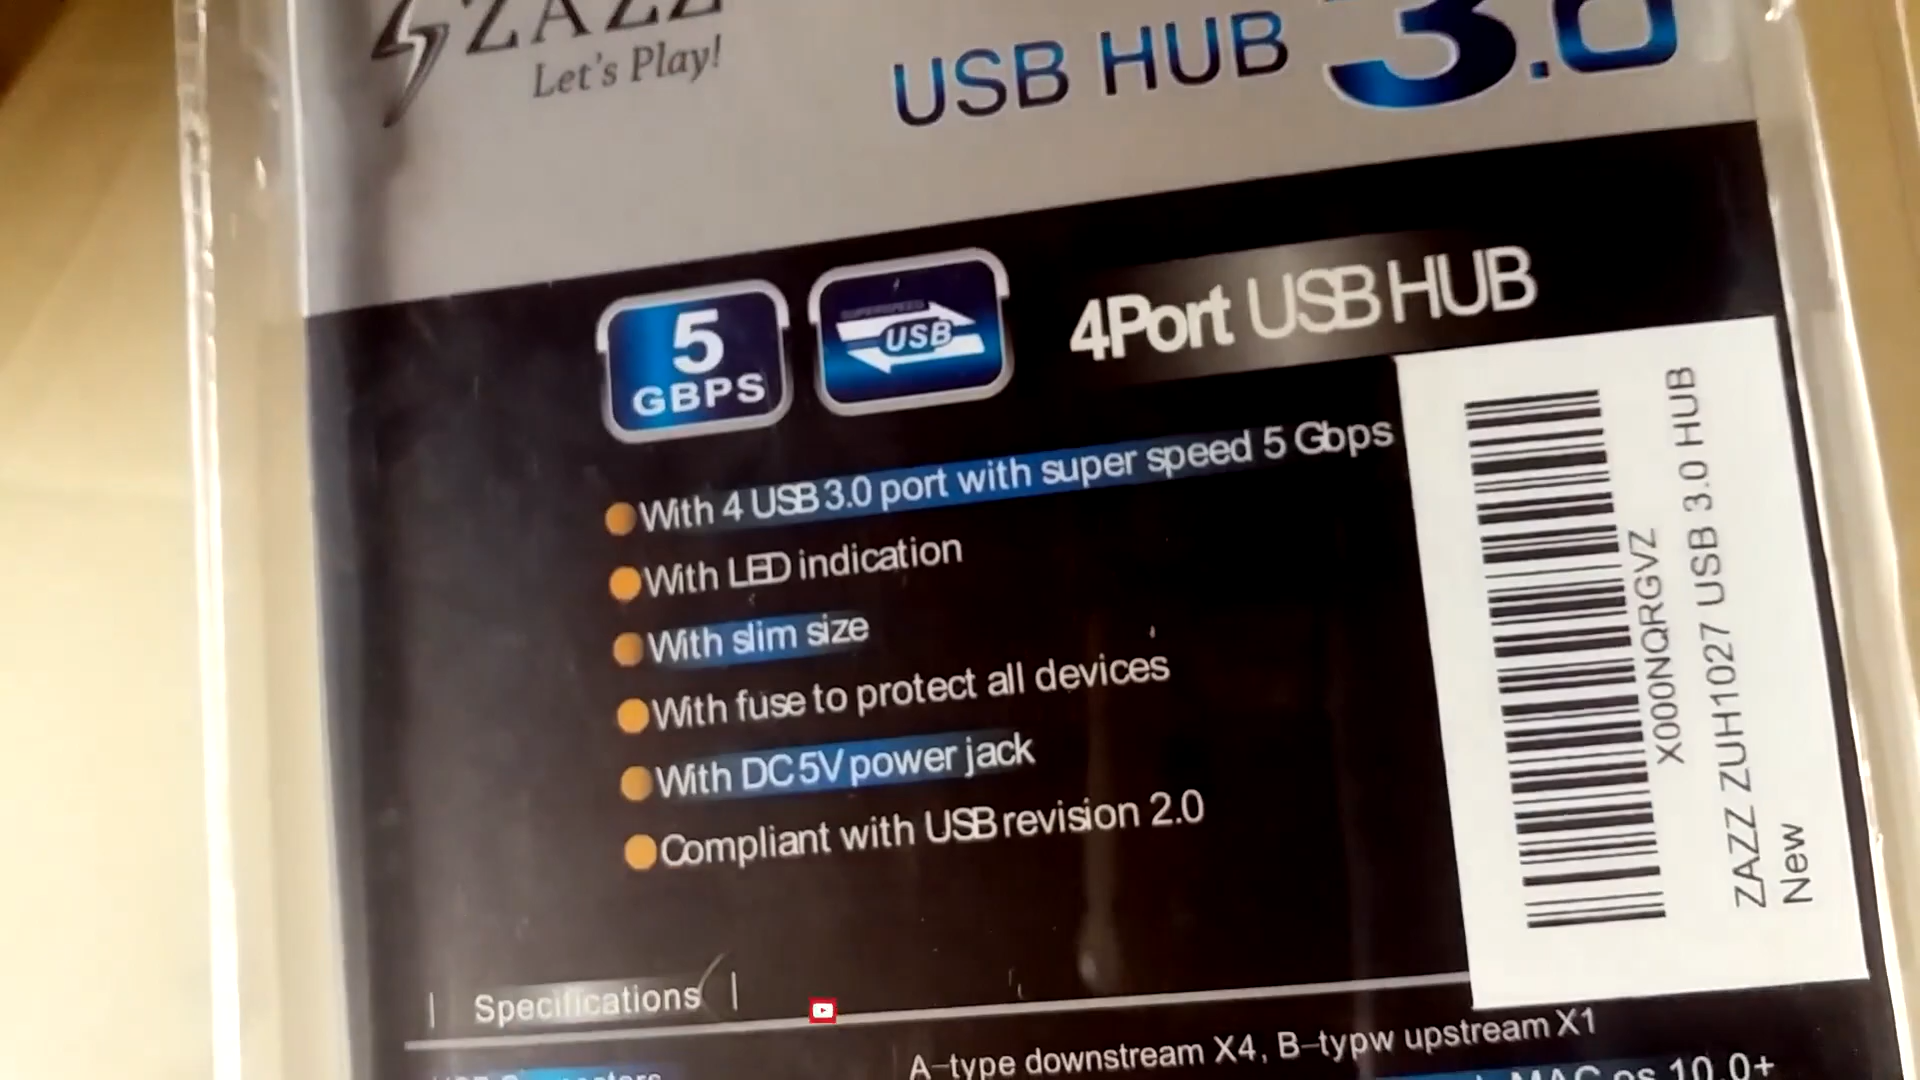 ZAZZ
Let's Play!
USB HUB 3.0
5
GBPS
SUPERSPEED
USB
4Port USB HUB
With 4 USB 3.0 port with super speed 5 Gbps
With LED indication
With slim size
With fuse to protect all devices
With DC 5V power jack
Compliant with USB revision 2.0
X000NQRGVZ
ZAZZ ZUH1027 USB 3.0 HUB
New
| Specifications |
A-type downstream X4, B-typw upstream X1
MAC os 10.0+